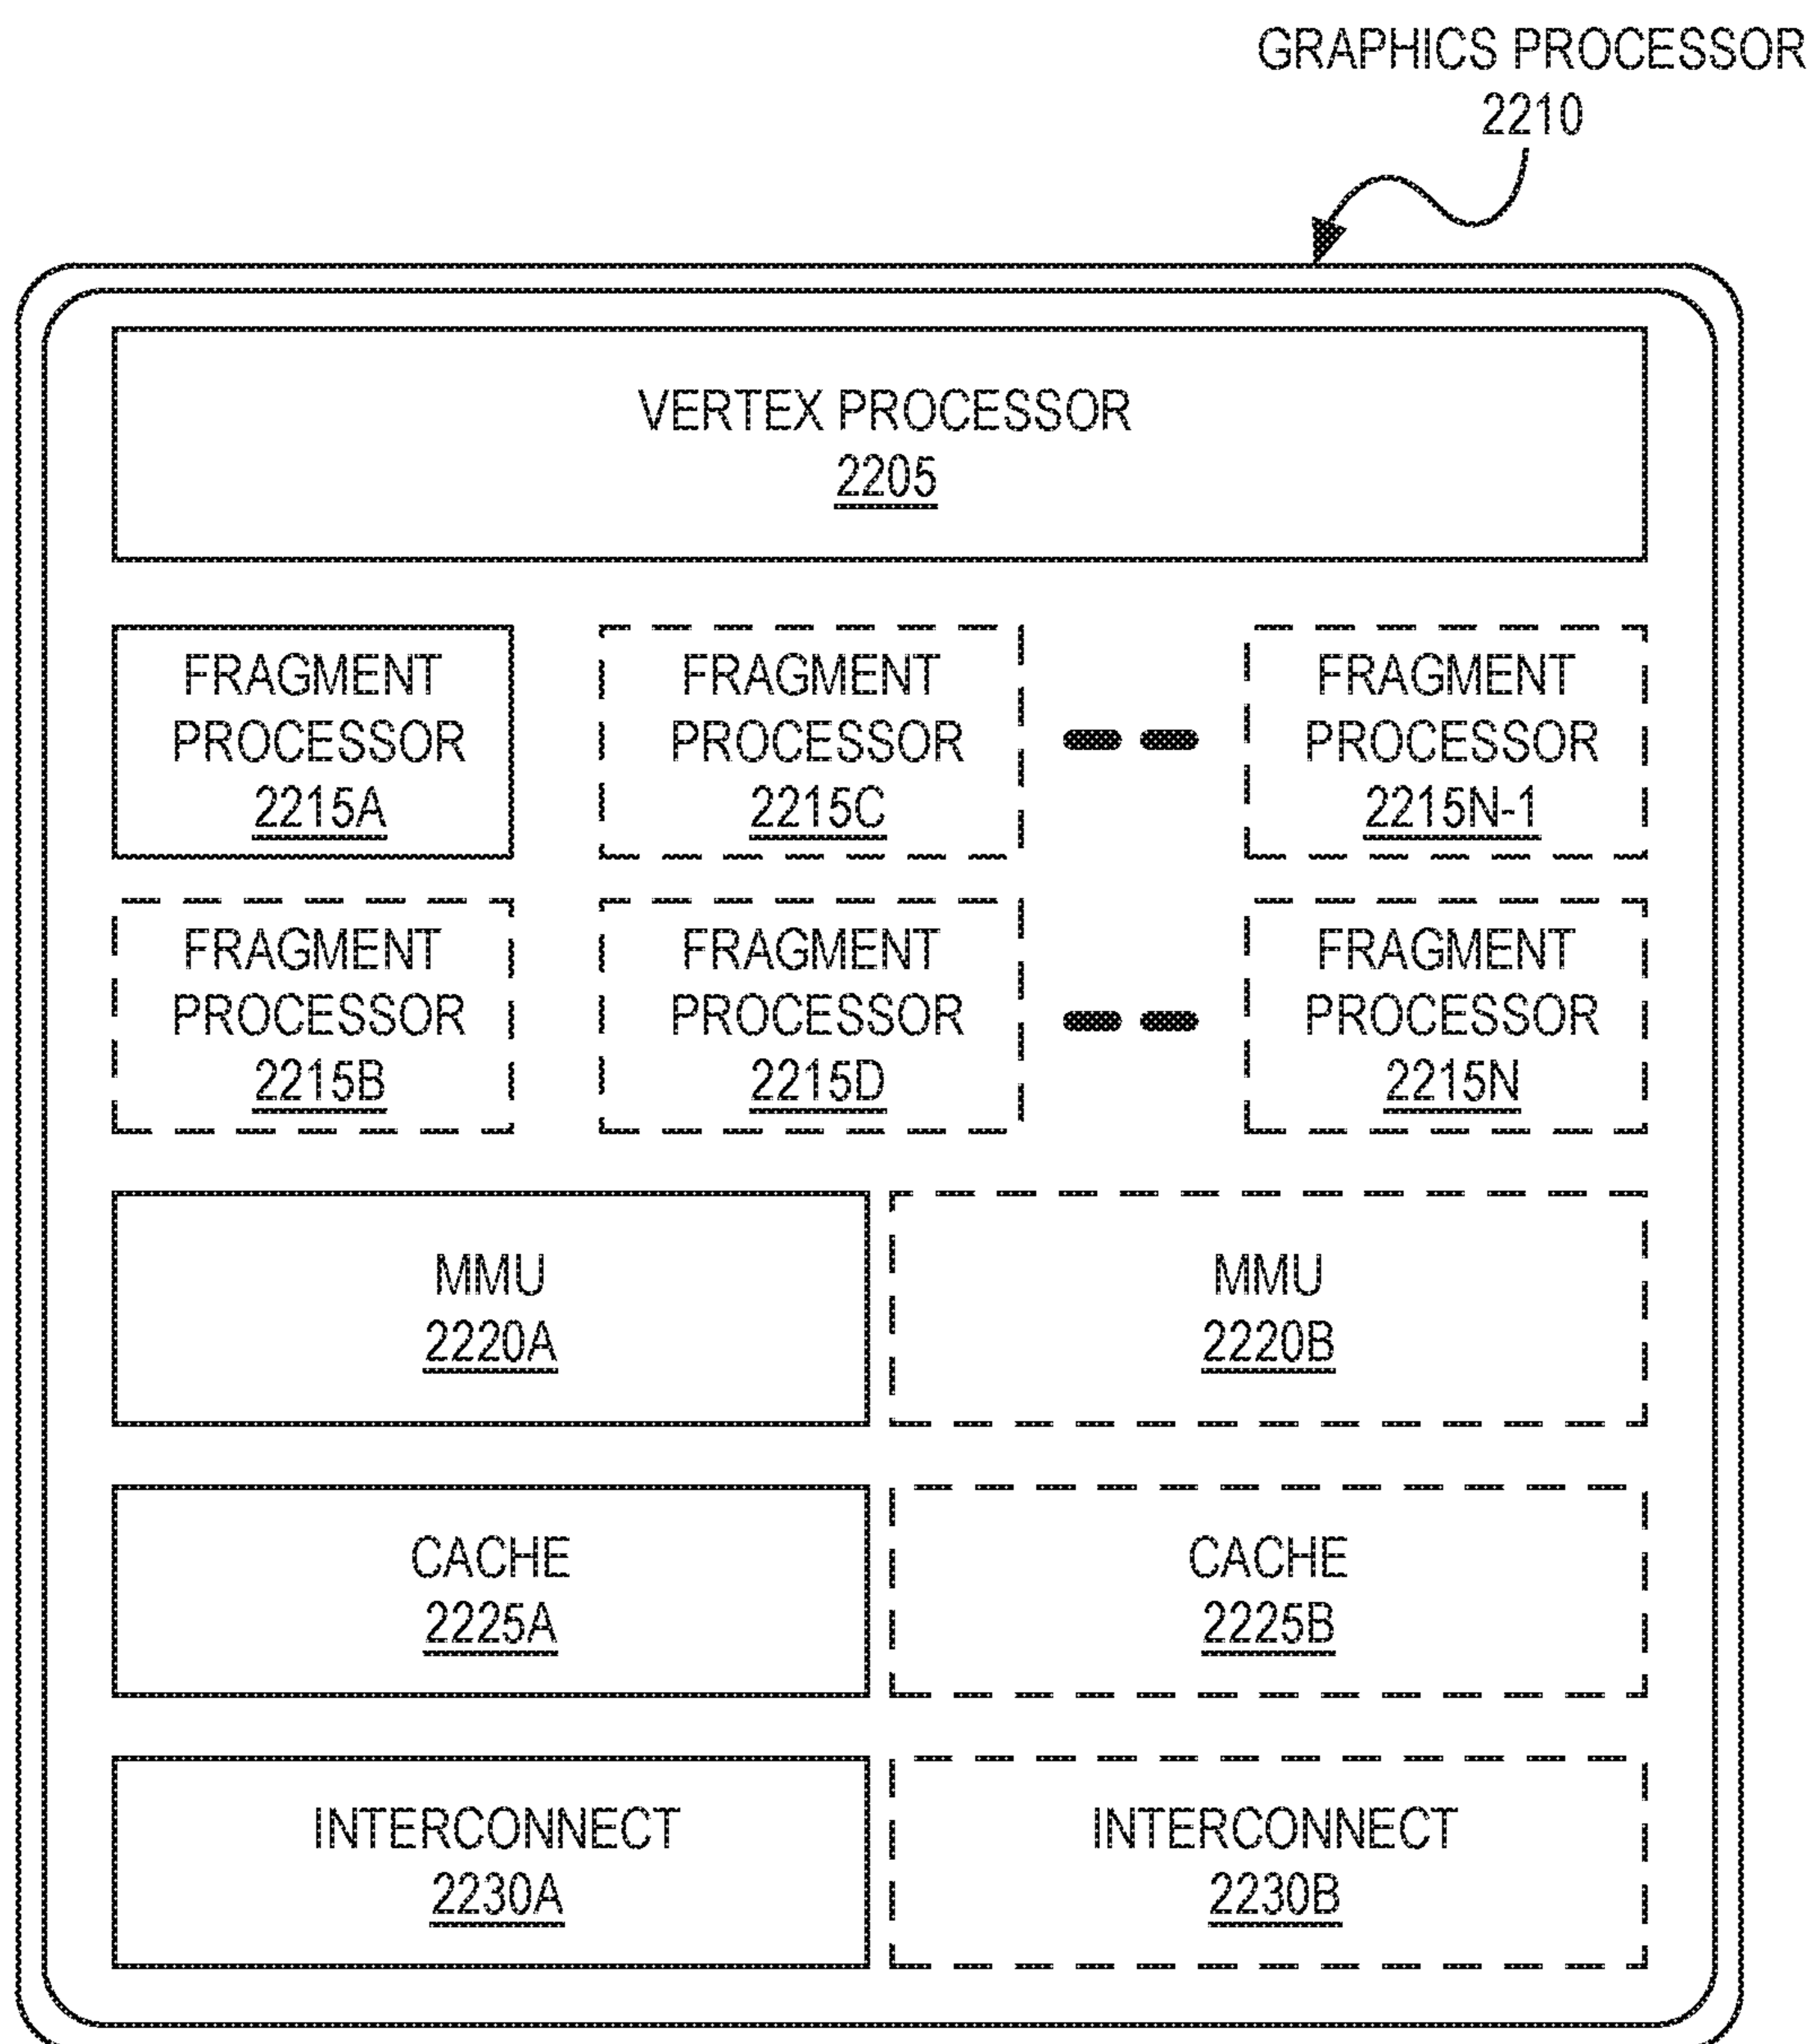 GRAPHICS PROCESSOR
2210
VERTEX PROCESSOR
2205
FRAGMENT
PROCESSOR
2215A
FRAGMENT
PROCESSOR
2215C
FRAGMENT
PROCESSOR
2215N-1
FRAGMENT
PROCESSOR
2215B
FRAGMENT
PROCESSOR
2215D
FRAGMENT
PROCESSOR
2215N
MMU
2220A
MMU
2220B
CACHE
2225A
CACHE
2225B
INTERCONNECT
2230A
INTERCONNECT
2230B